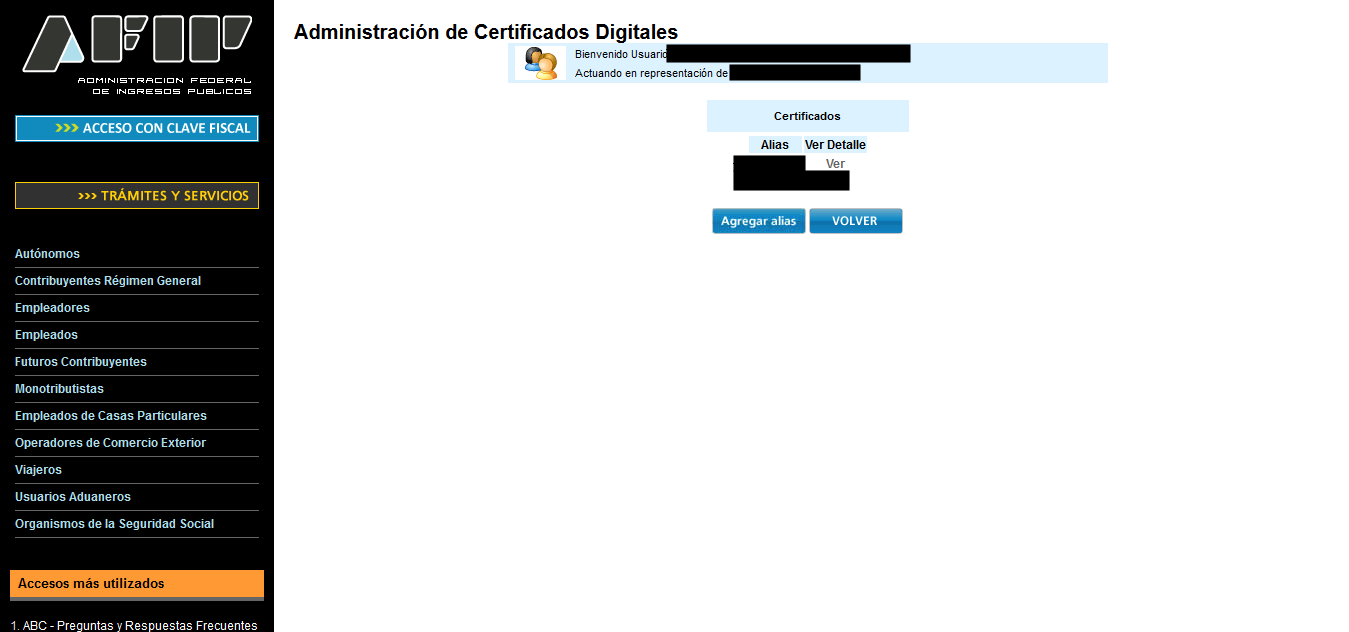 AFIP
ADMINISTRACION FEDERAL
DE INGRESOS PUBLICOS
>>> ACCESO CON CLAVE FISCAL
>>> TRÁMITES Y SERVICIOS
Autónomos
Contribuyentes Régimen General
Empleadores
Empleados
Futuros Contribuyentes
Monotributistas
Empleados de Casas Particulares
Operadores de Comercio Exterior
Viajeros
Usuarios Aduaneros
Organismos de la Seguridad Social
Accesos más utilizados
1. ABC - Preguntas y Respuestas Frecuentes
Administración de Certificados Digitales
Bienvenido Usuario
Actuando en representación de
Certificados
Alias Ver Detalle
Ver
Agregar alias VOLVER